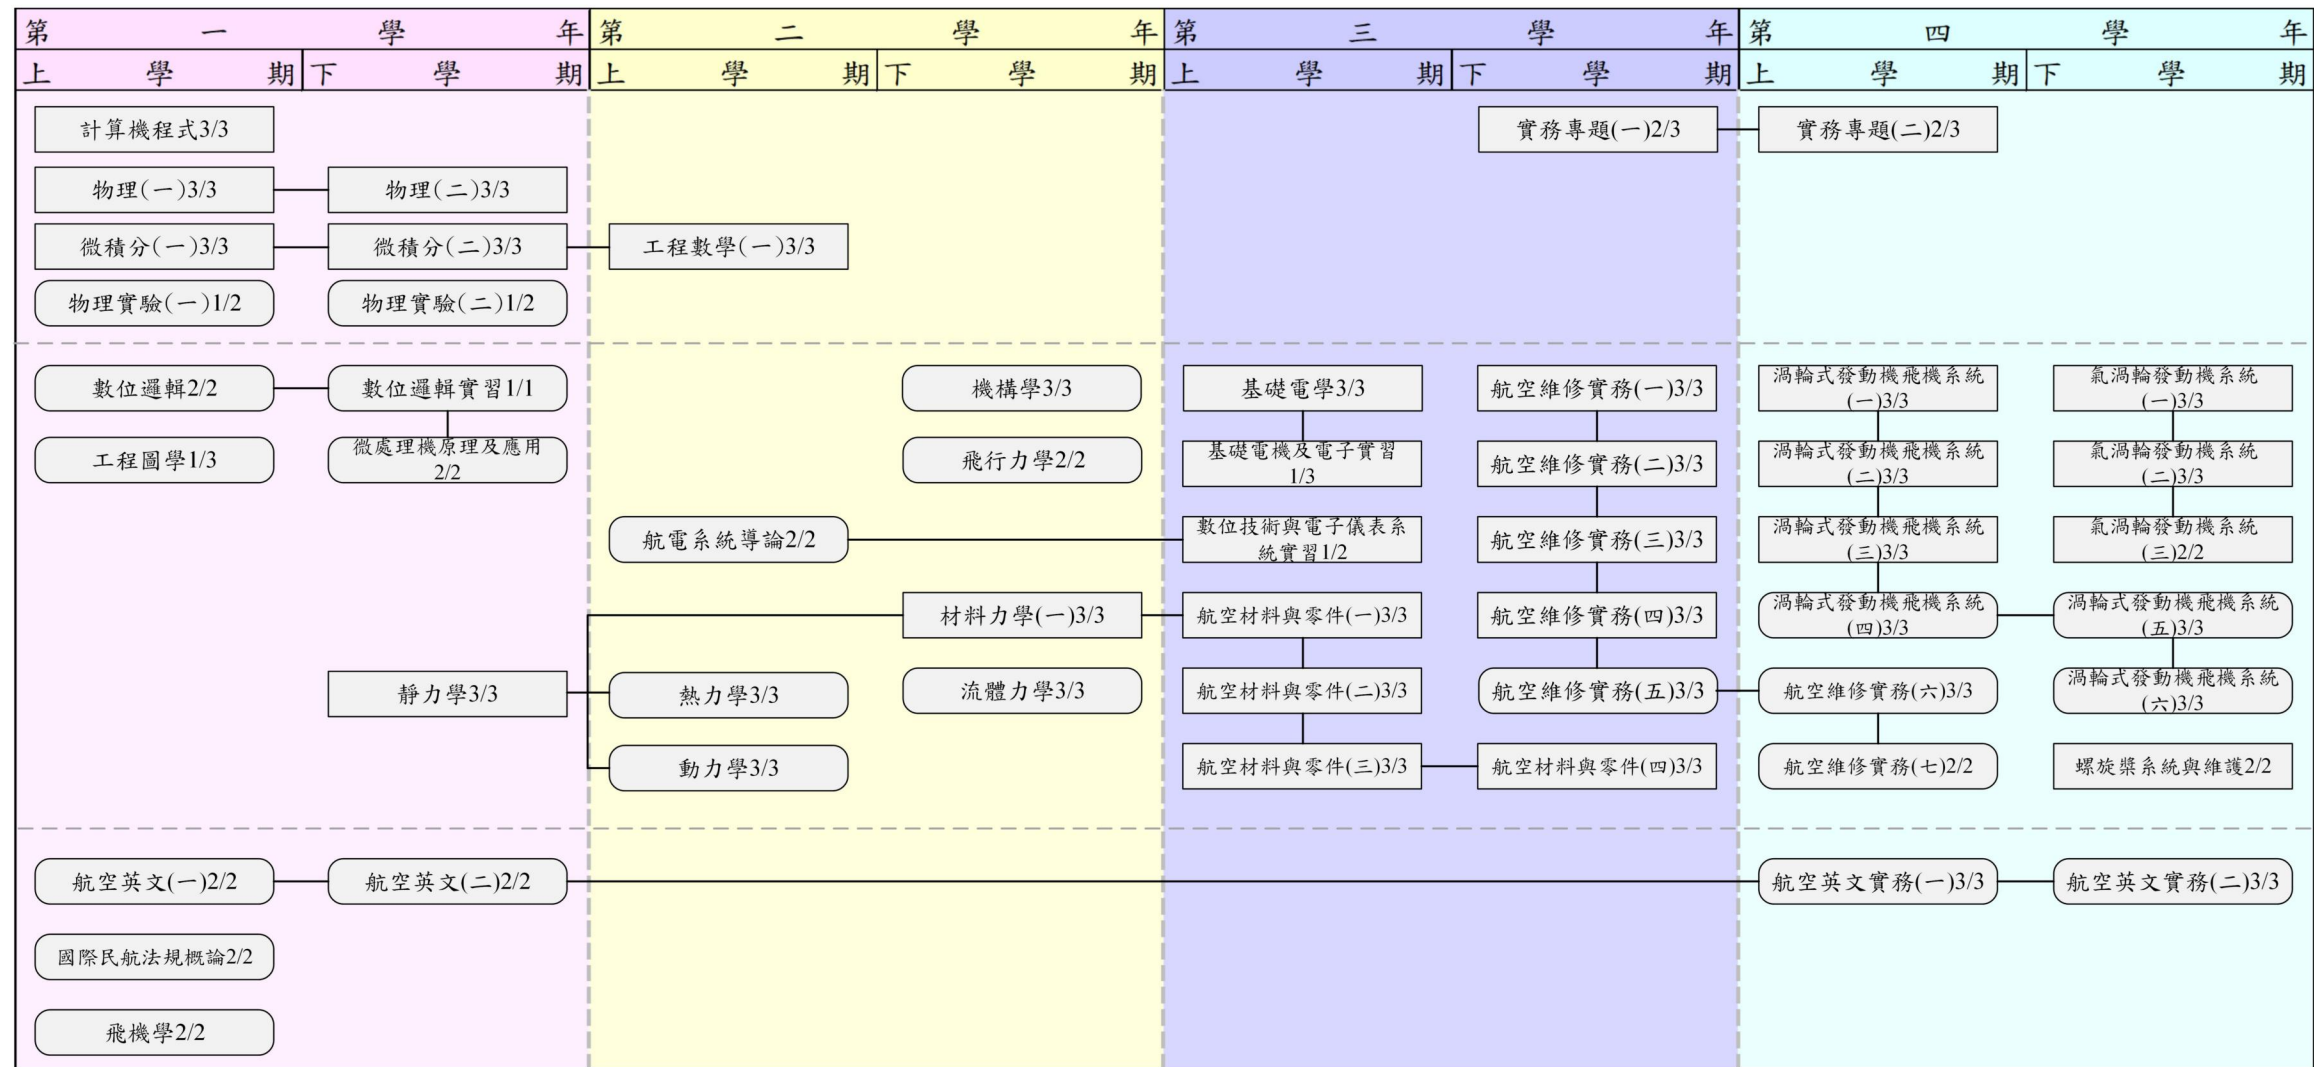 第一學年 第二學年 第三學年 第四學年
上學期 下學期 上學期 下學期 上學期 下學期 上學期 下學期
計算機程式3/3
實務專題(一)2/3
實務專題(二)2/3
物理(一)3/3
物理(二)3/3
微積分(一)3/3
微積分(二)3/3
工程數學(一)3/3
物理實驗(一)1/2
物理實驗(二)1/2
數位邏輯2/2
數位邏輯實習1/1
機構學3/3
基礎電學3/3
航空維修實務(一)3/3
渦輪式發動機飛機系統
(一)3/3
氣渦輪發動機系統
(一)3/3
工程圖學1/3
微處理機原理及應用
2/2
飛行力學2/2
基礎電機及電子實習
1/3
航空維修實務(二)3/3
渦輪式發動機飛機系統
(二)3/3
氣渦輪發動機系統
(二)3/3
航電系統導論2/2
數位技術與電子儀表系
統實習1/2
航空維修實務(三)3/3
渦輪式發動機飛機系統
(三)3/3
氣渦輪發動機系統
(三)2/2
材料力學(一)3/3
航空材料與零件(一)3/3
航空維修實務(四)3/3
渦輪式發動機飛機系統
(四)3/3
渦輪式發動機飛機系統
(五)3/3
靜力學3/3
熱力學3/3
流體力學3/3
航空材料與零件(二)3/3
航空維修實務(五)3/3
航空維修實務(六)3/3
渦輪式發動機飛機系統
(六)3/3
動力學3/3
航空材料與零件(三)3/3
航空材料與零件(四)3/3
航空維修實務(七)2/2
螺旋槳系統與維護2/2
航空英文(一)2/2
航空英文(二)2/2
航空英文實務(一)3/3
航空英文實務(二)3/3
國際民航法規概論2/2
飛機學2/2